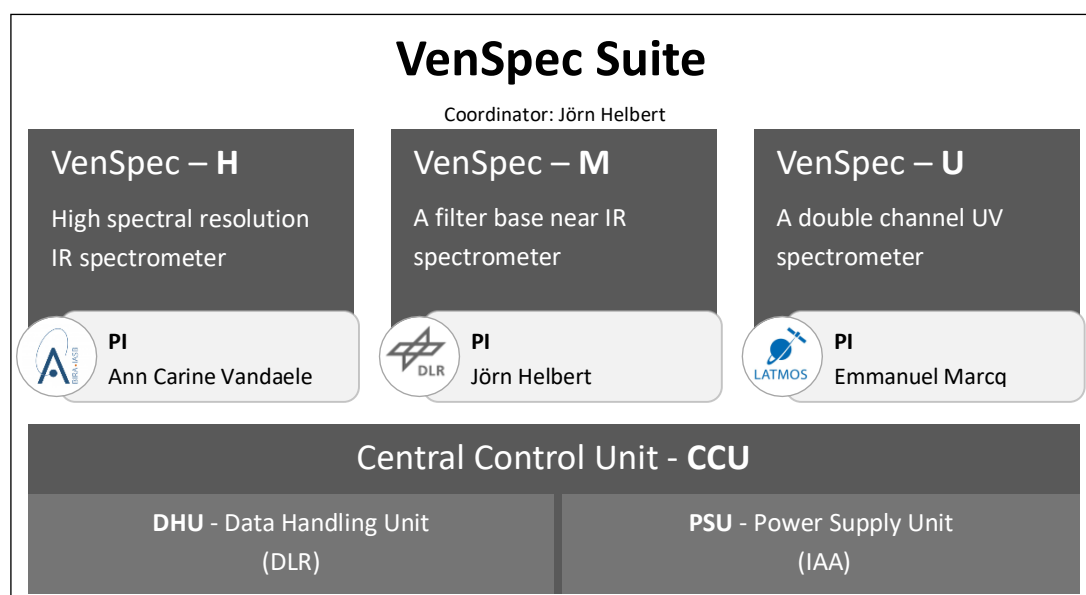 VenSpec Suite
Coordinator: Jörn Helbert
VenSpec – H
High spectral resolution
IR spectrometer
BIRA-IASB
PI
Ann Carine Vandaele
VenSpec – M
A filter base near IR
spectrometer
DLR
PI
Jörn Helbert
VenSpec – U
A double channel UV
spectrometer
LATMOS
PI
Emmanuel Marcq
Central Control Unit - CCU
DHU - Data Handling Unit
(DLR)
PSU - Power Supply Unit
(IAA)